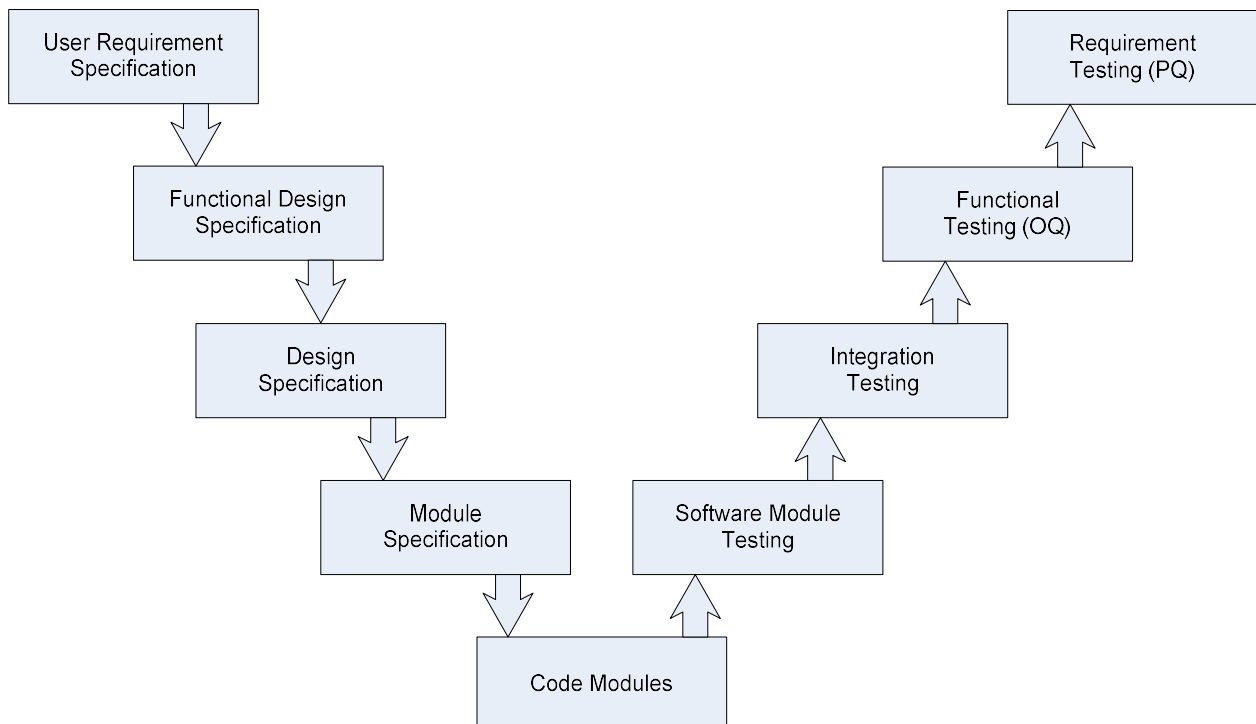 User Requirement
Specification
Requirement
Testing (PQ)
Functional Design
Specification
Functional
Testing (OQ)
Design
Specification
Integration
Testing
Module
Specification
Software Module
Testing
Code Modules